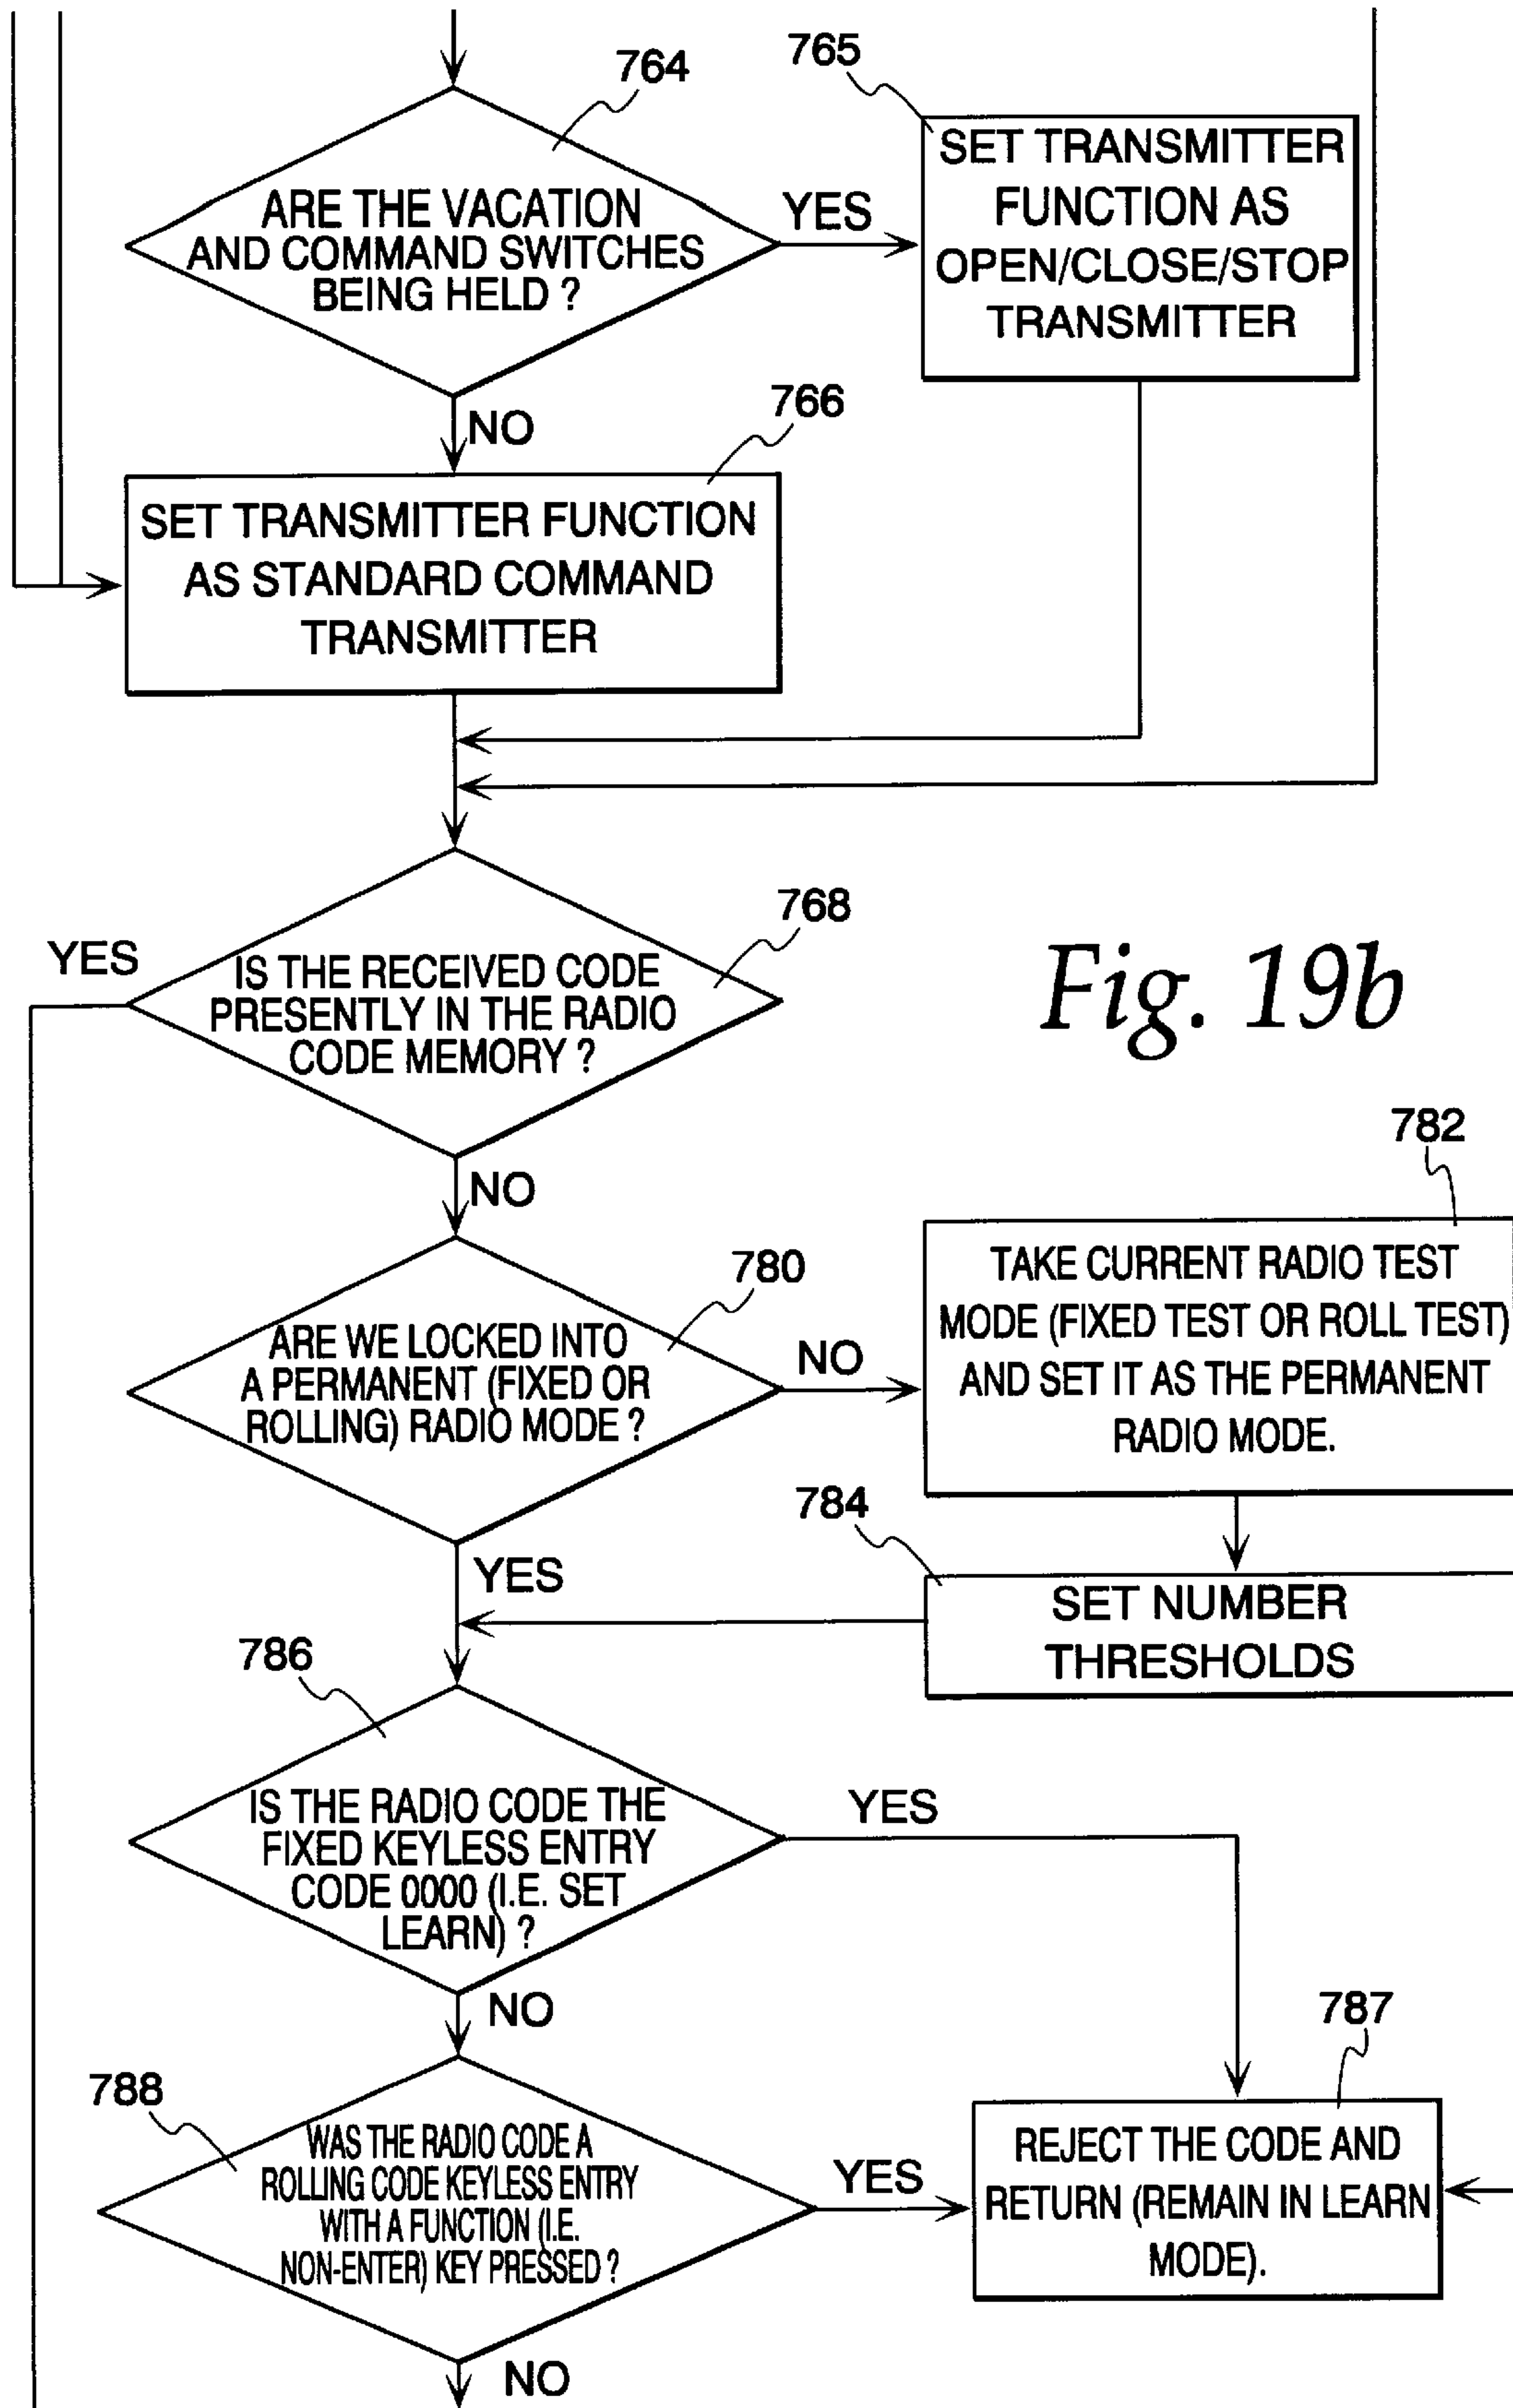 764
765
ARE THE VACATION
AND COMMAND SWITCHES
BEING HELD ?
YES
SET TRANSMITTER
FUNCTION AS
OPEN/CLOSE/STOP
TRANSMITTER
NO
766
SET TRANSMITTER FUNCTION
AS STANDARD COMMAND
TRANSMITTER
768
YES
IS THE RECEIVED CODE
PRESENTLY IN THE RADIO
CODE MEMORY ?
Fig. 19b
NO
780
ARE WE LOCKED INTO
A PERMANENT (FIXED OR
ROLLING) RADIO MODE ?
NO
782
TAKE CURRENT RADIO TEST
MODE (FIXED TEST OR ROLL TEST)
AND SET IT AS THE PERMANENT
RADIO MODE.
YES
784
SET NUMBER
THRESHOLDS
786
IS THE RADIO CODE THE
FIXED KEYLESS ENTRY
CODE 0000 (I.E. SET
LEARN) ?
YES
NO
787
788
WAS THE RADIO CODE A
ROLLING CODE KEYLESS ENTRY
WITH A FUNCTION (I.E.
NON-ENTER) KEY PRESSED ?
YES
REJECT THE CODE AND
RETURN (REMAIN IN LEARN
MODE).
NO